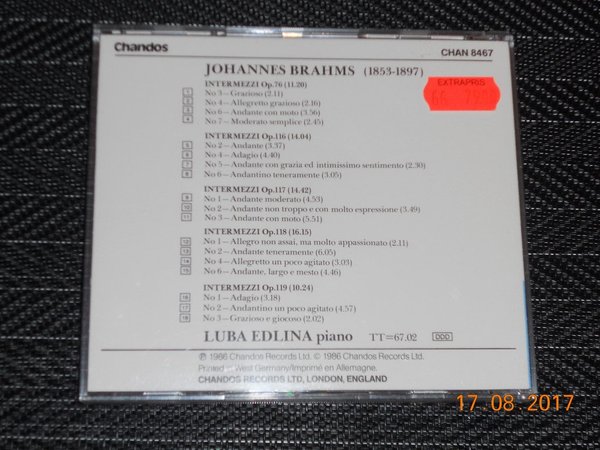 Chandos
CHAN 8467
JOHANNES BRAHMS (1853-1897)
EXTRAPRIS
INTERMEZZI Op.76 (11.20)
1 No 3—Grazioso (2.11)
2 No 4—Allegretto grazioso (2.16)
3 No 6—Andante con moto (3.56)
4 No 7—Moderato semplice (2.45)
INTERMEZZI Op.116 (14.04)
5 No 2—Andante (3.37)
6 No 4—Adagio (4.40)
7 No 5—Andante con grazia ed intimissimo sentimento (2.30)
8 No 6—Andantino teneramente (3.05)
INTERMEZZI Op.117 (14.42)
9 No 1—Andante moderato (4.53)
10 No 2—Andante non troppo e con molto espressione (3.49)
11 No 3—Andante con moto (5.51)
INTERMEZZI Op.118 (16.15)
12 No 1—Allegro non assai, ma molto appassionato (2.11)
13 No 2—Andante teneramente (6.05)
14 No 4—Allegretto un poco agitato (3.03)
15 No 6—Andante, largo e mesto (4.46)
INTERMEZZI Op.119 (10.24)
16 No 1—Adagio (3.18)
17 No 2—Andantino un poco agitato (4.57)
18 No 3—Grazioso e giocoso (2.02)
LUBA EDLINA piano TT=67.02 DDD
℗ 1986 Chandos Records Ltd. © 1986 Chandos Records Ltd.
Printed in West Germany/Imprimé en Allemagne.
CHANDOS RECORDS LTD, LONDON, ENGLAND
17 08 2017